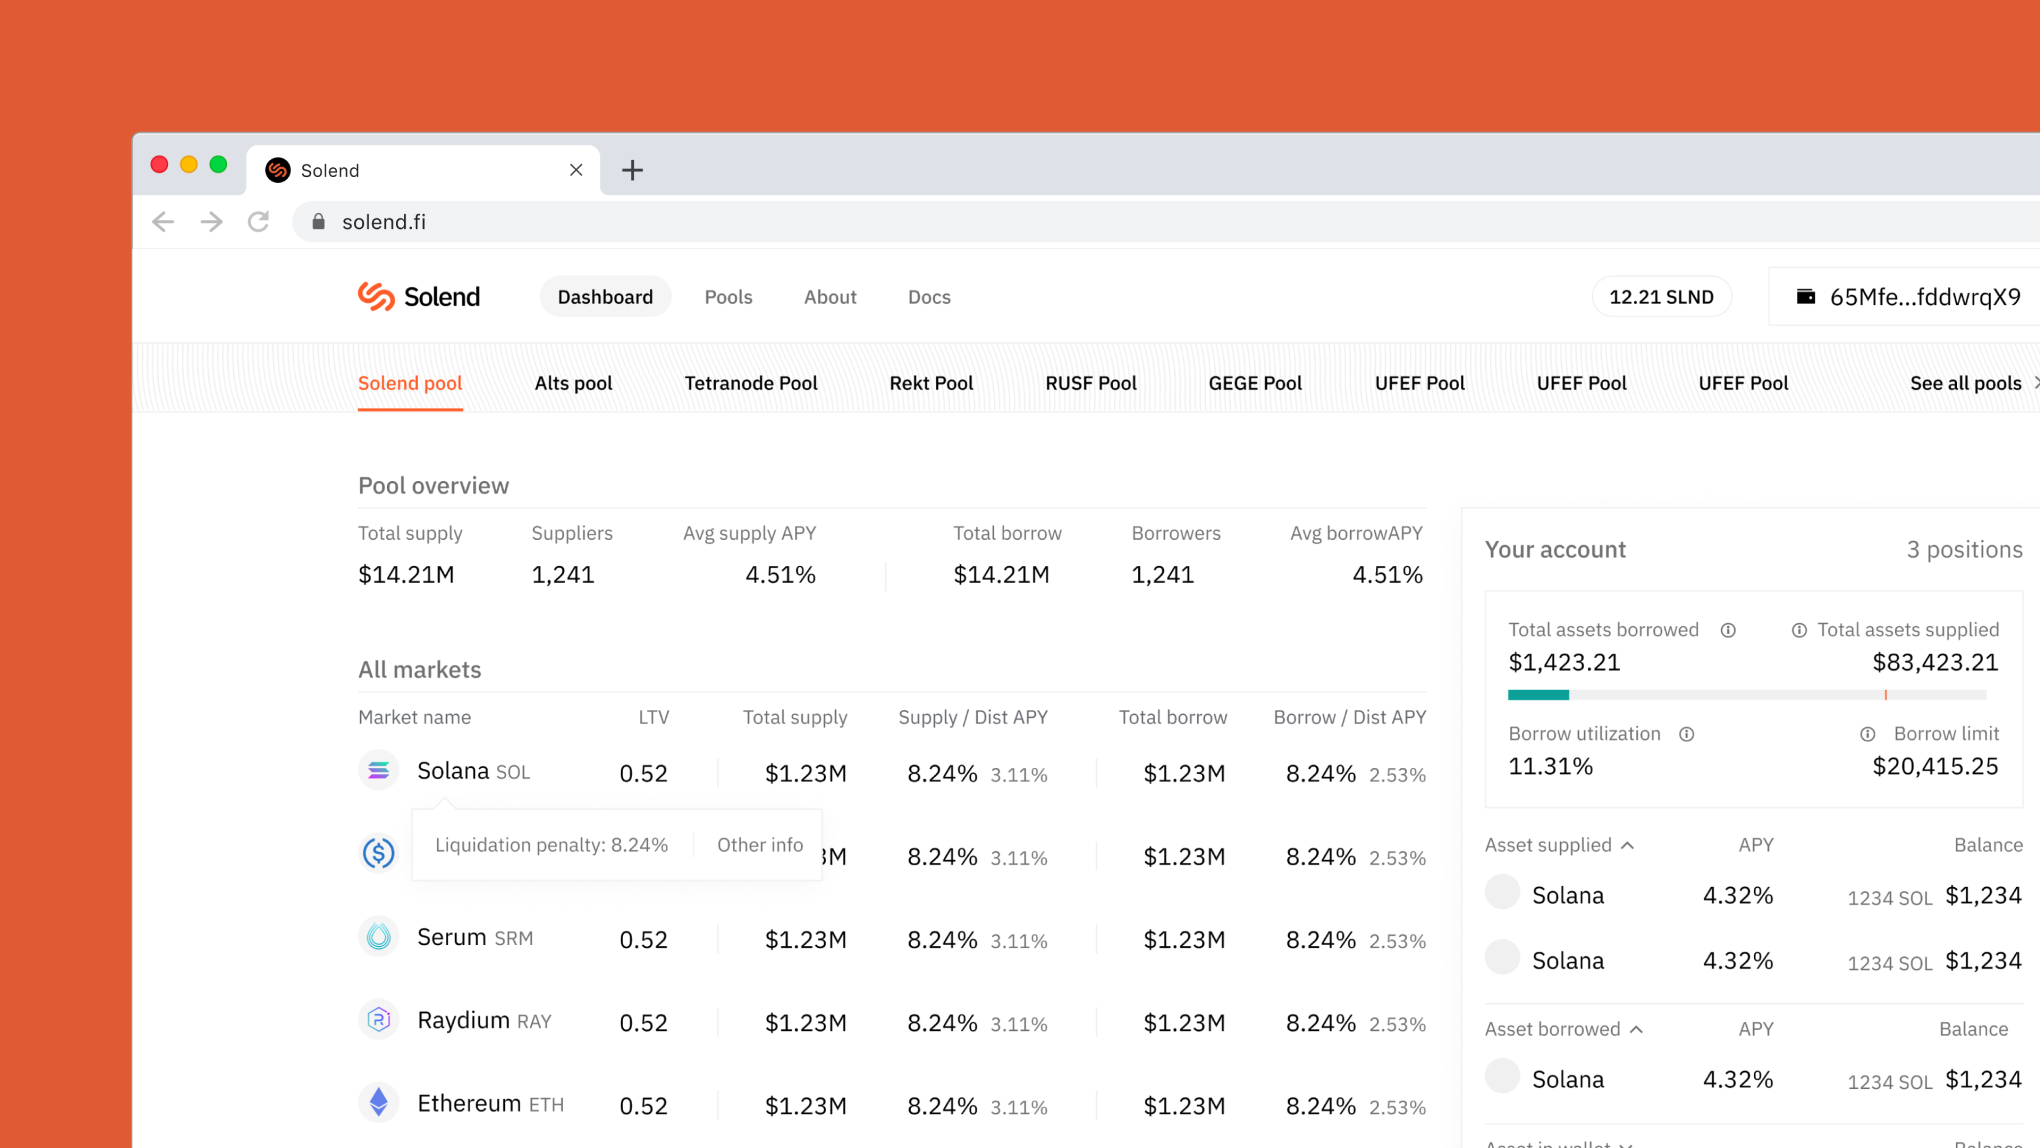 Solend
solend.fi
Solend Dashboard Pools About Docs 12.21 SLND 65Mfe...fddwrqX9
Solend pool Alts pool Tetranode Pool Rekt Pool RUSF Pool GEGE Pool UFEF Pool UFEF Pool UFEF Pool See all pools
Pool overview
Total supply Suppliers Avg supply APY Total borrow Borrowers Avg borrowAPY
$14.21M 1,241 4.51% $14.21M 1,241 4.51%
All markets
Market name LTV Total supply Supply / Dist APY Total borrow Borrow / Dist APY
Solana SOL 0.52 $1.23M 8.24% 3.11% $1.23M 8.24% 2.53%
Liquidation penalty: 8.24% Other info
3M 8.24% 3.11% $1.23M 8.24% 2.53%
Serum SRM 0.52 $1.23M 8.24% 3.11% $1.23M 8.24% 2.53%
Raydium RAY 0.52 $1.23M 8.24% 3.11% $1.23M 8.24% 2.53%
Ethereum ETH 0.52 $1.23M 8.24% 3.11% $1.23M 8.24% 2.53%
Your account 3 positions
Total assets borrowed Total assets supplied
$1,423.21 $83,423.21
Borrow utilization Borrow limit
11.31% $20,415.25
Asset supplied APY Balance
Solana 4.32% 1234 SOL $1,234
Solana 4.32% 1234 SOL $1,234
Asset borrowed APY Balance
Solana 4.32% 1234 SOL $1,234
Asset in wallet Balance